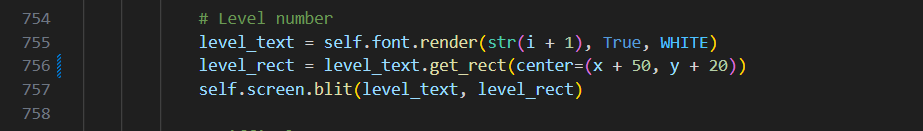 754 # Level number
755 level_text = self.font.render(str(i + 1), True, WHITE)
756 level_rect = level_text.get_rect(center=(x + 50, y + 20))
757 self.screen.blit(level_text, level_rect)
758